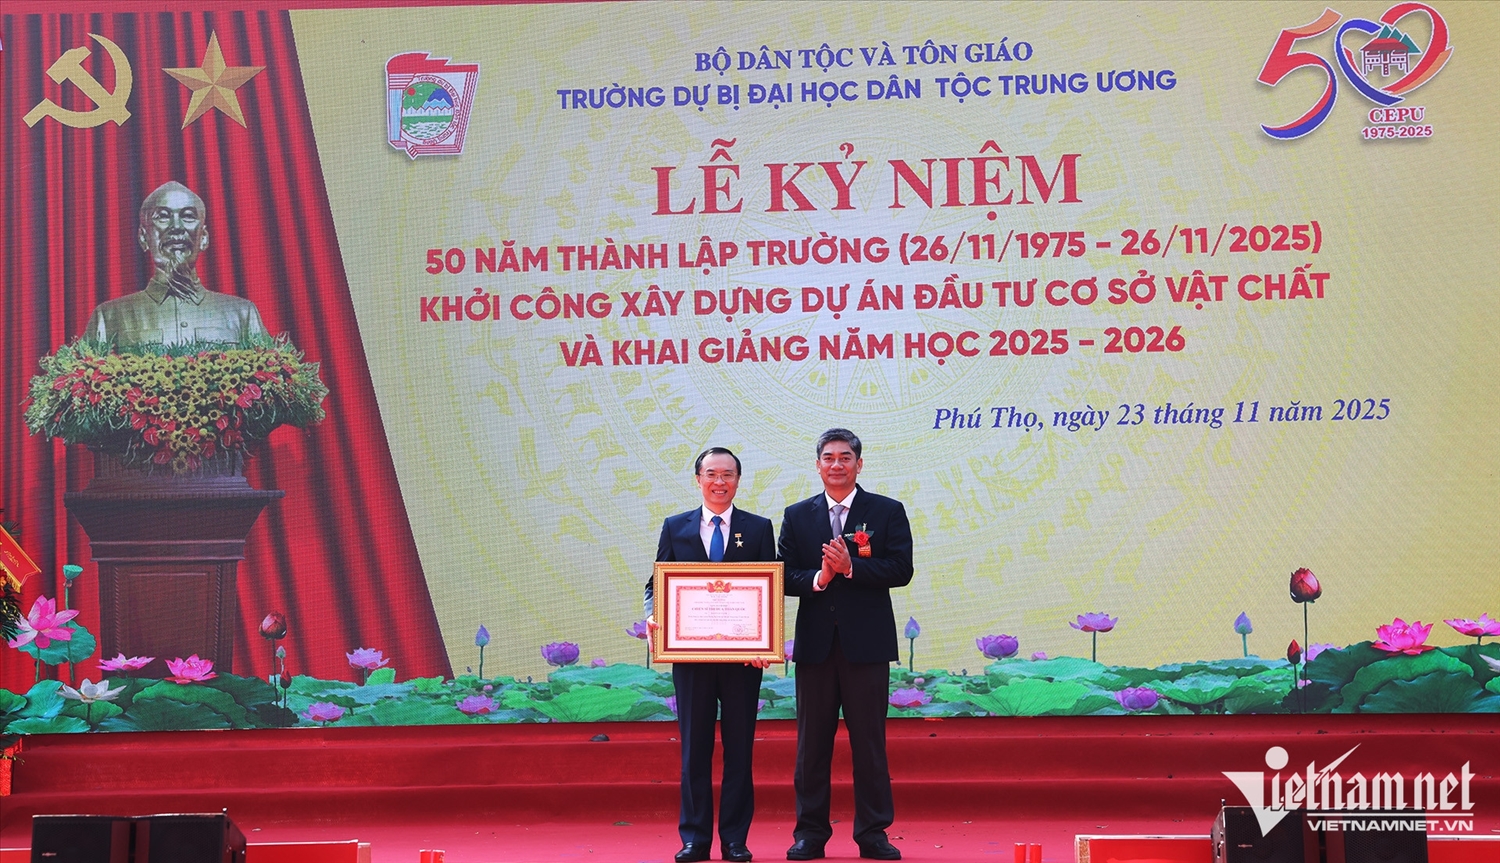 BỘ DÂN TỘC VÀ TÔN GIÁO
TRƯỜNG DỰ BỊ ĐẠI HỌC DÂN TỘC TRUNG ƯƠNG
50
CEPU
1975-2025
LỄ KỶ NIỆM
50 NĂM THÀNH LẬP TRƯỜNG (26/11/1975 - 26/11/2025)
KHỞI CÔNG XÂY DỰNG DỰ ÁN ĐẦU TƯ CƠ SỞ VẬT CHẤT
VÀ KHAI GIẢNG NĂM HỌC 2025 - 2026
Phú Thọ, ngày 23 tháng 11 năm 2025
Vietnamnet
VIETNAMNET.VN